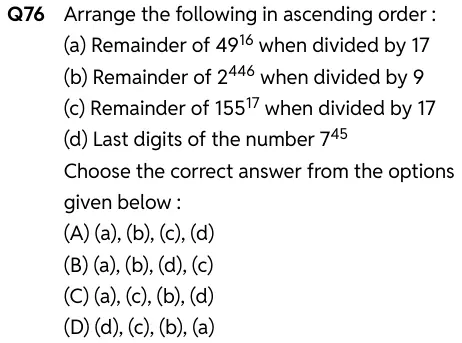 Q76 Arrange the following in ascending order :
(a) Remainder of 49¹⁶ when divided by 17
(b) Remainder of 2⁴⁴⁶ when divided by 9
(c) Remainder of 155¹⁷ when divided by 17
(d) Last digits of the number 7⁴⁵
Choose the correct answer from the options
given below :
(A) (a), (b), (c), (d)
(B) (a), (b), (d), (c)
(C) (a), (c), (b), (d)
(D) (d), (c), (b), (a)